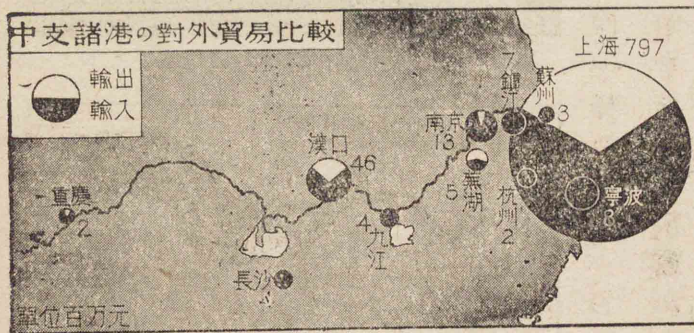 中支諸港の對外貿易比較
輸出
輸入
上海 797
蘇州
3
鎭江
7
南京
13
蕪湖
5
杭州
2
寧波
8
漢口
46
九江
4
長沙
重慶
2
單位百万元